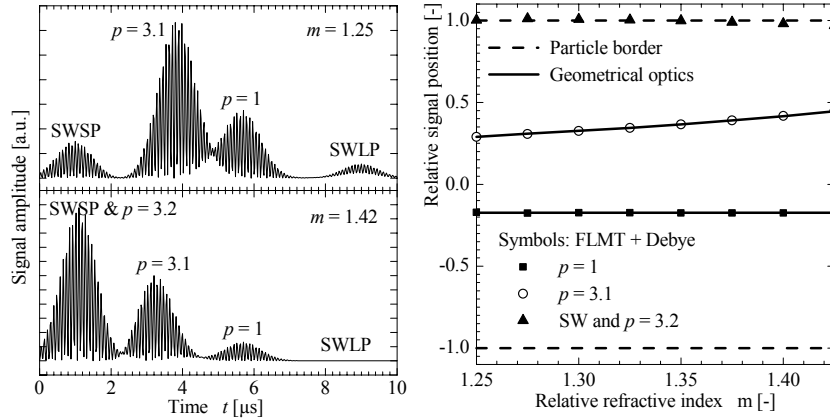 p = 3.1
m = 1.25
p = 1
SWSP
SWLP
SWSP & p = 3.2
m = 1.42
p = 3.1
p = 1
SWLP
Signal amplitude [a.u.]
0 2 4 6 8 10
Time t [μs]
Relative signal position [-]
1.0
0.5
0.0
-0.5
-1.0
Particle border
Geometrical optics
Symbols: FLMT + Debye
p = 1
p = 3.1
SW and p = 3.2
1.25 1.30 1.35 1.40
Relative refractive index m [-]